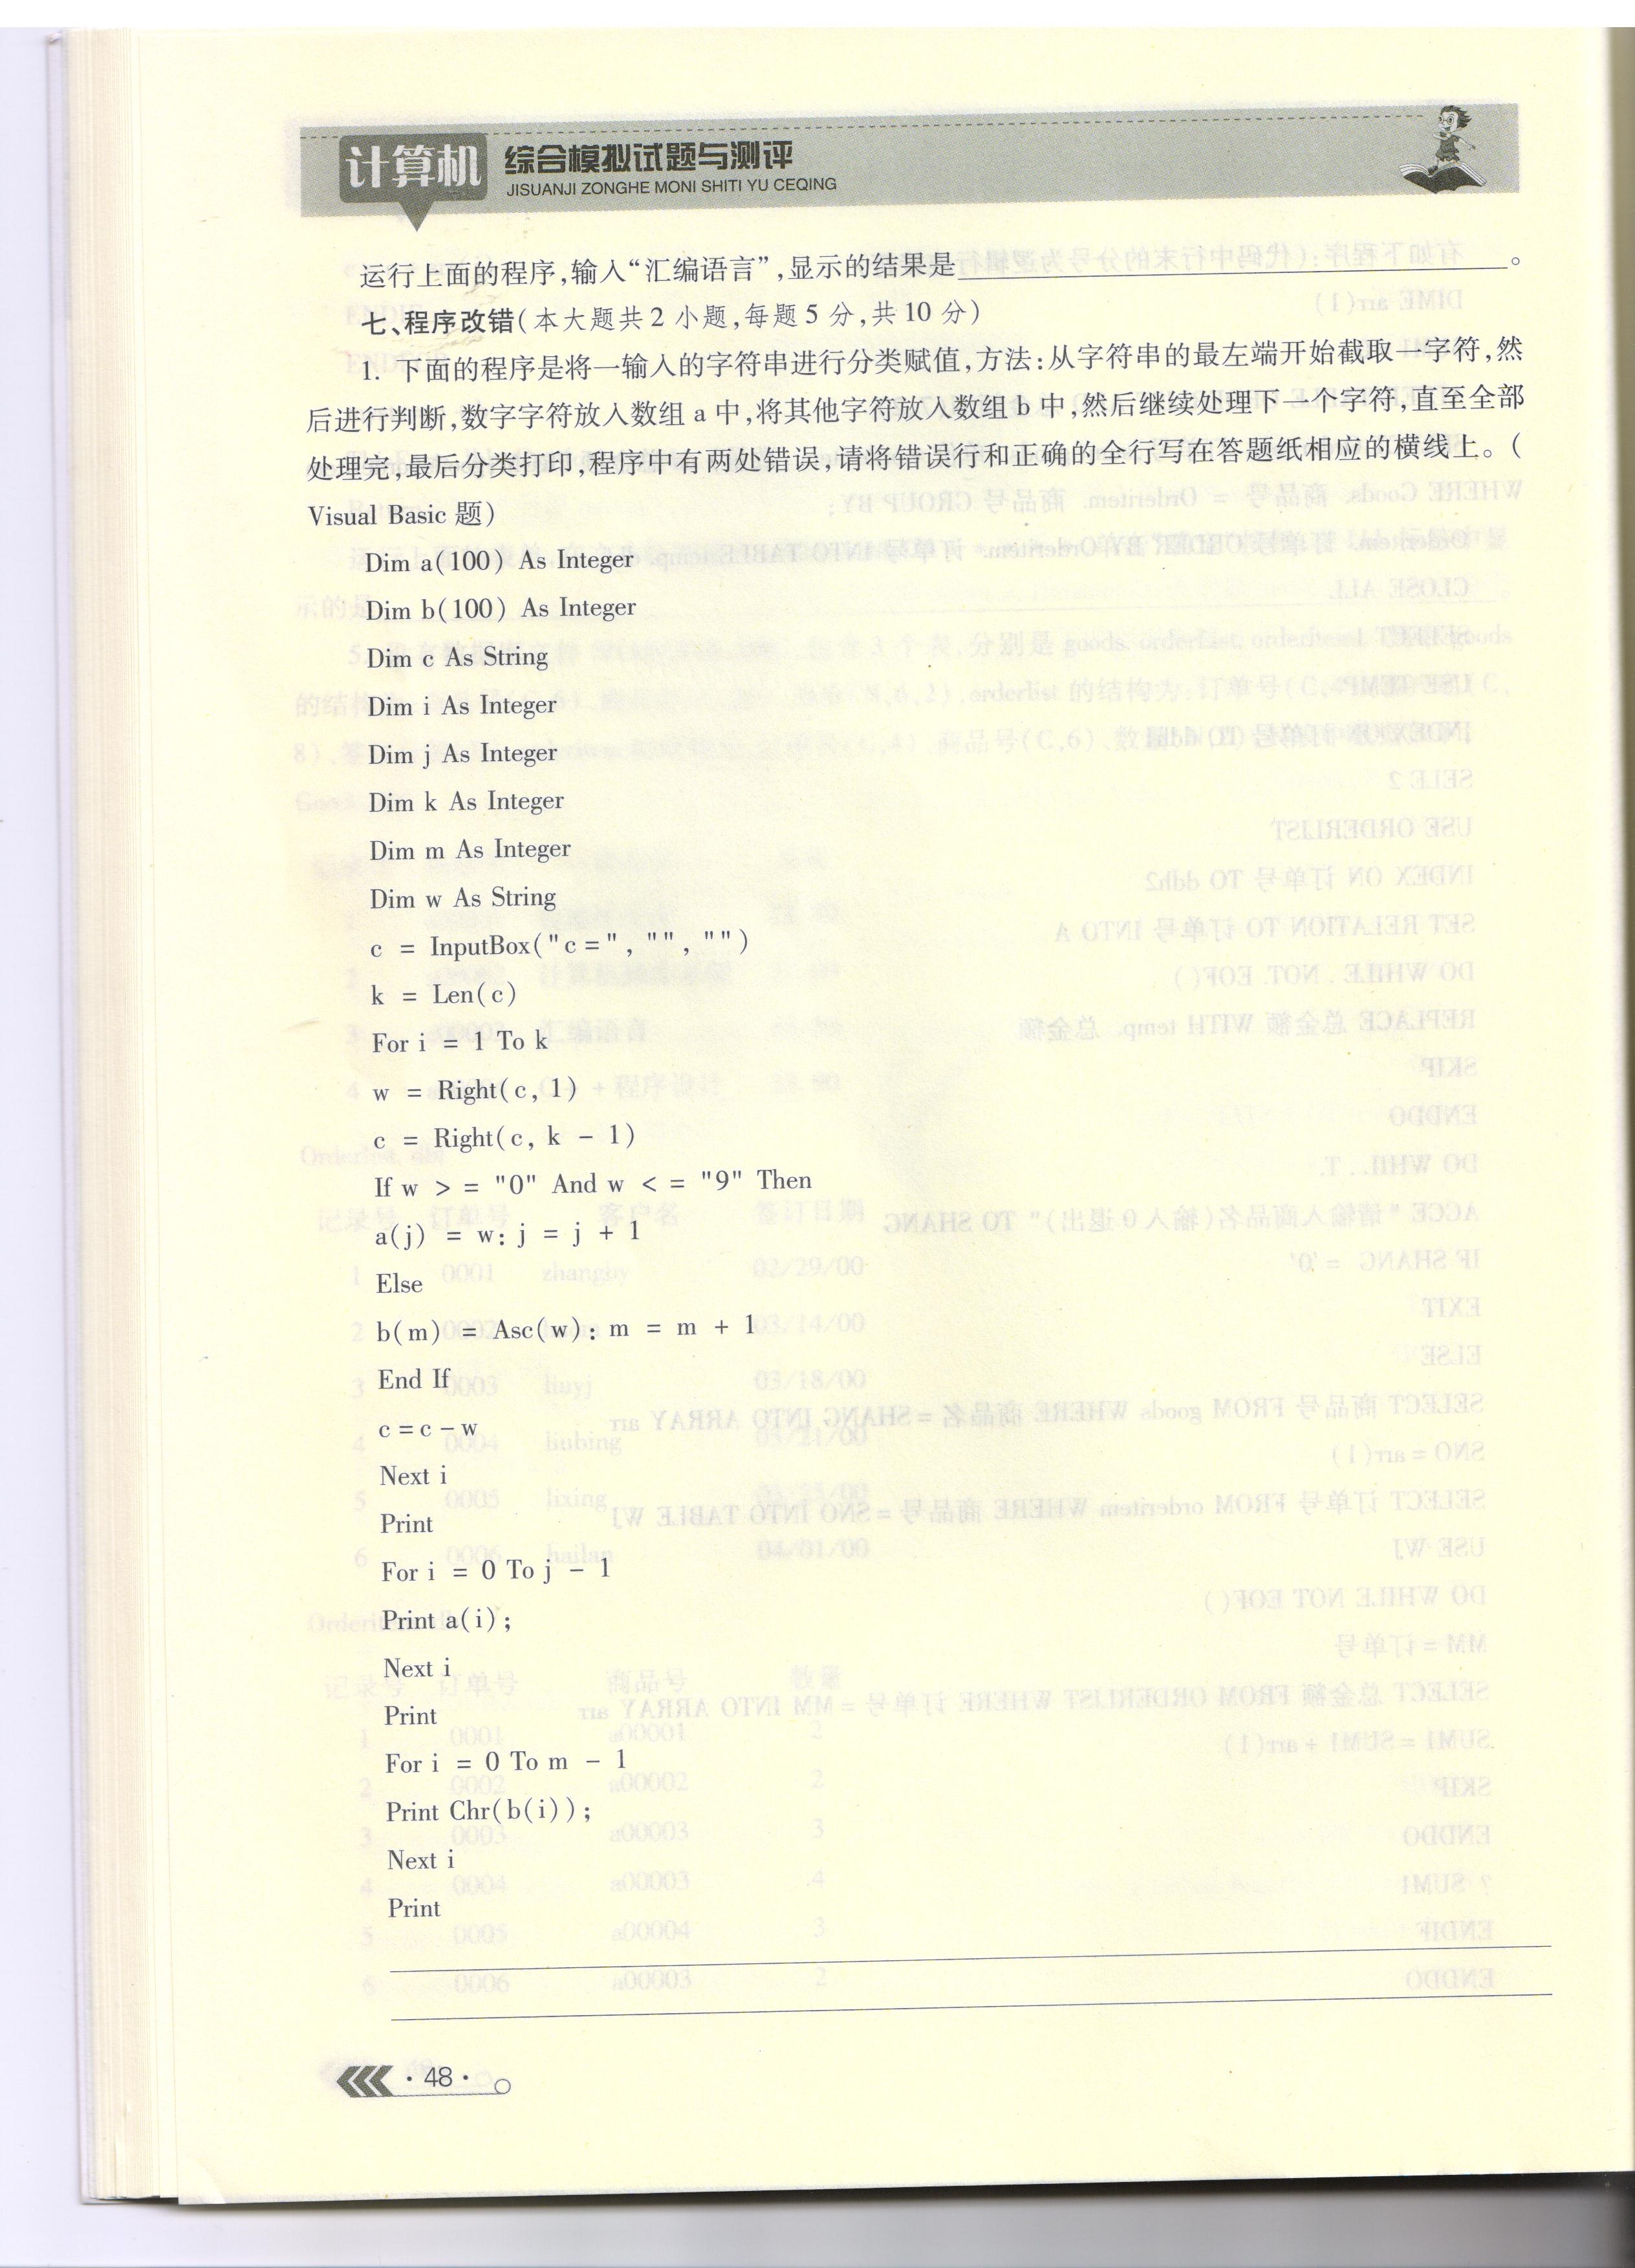 计算机 综合模拟试题与测评
JISUANJI ZONGHE MONI SHITI YU CEQING
运行上面的程序,输入“汇编语言”,显示的结果是____________。
七、程序改错(本大题共2小题,每题5分,共10分)
1. 下面的程序是将一输入的字符串进行分类赋值,方法:从字符串的最左端开始截取一字符,然
后进行判断,数字字符放入数组 a 中,将其他字符放入数组 b 中,然后继续处理下一个字符,直至全部
处理完,最后分类打印,程序中有两处错误,请将错误行和正确的全行写在答题纸相应的横线上。(
Visual Basic 题)
Dim a(100) As Integer
Dim b(100) As Integer
Dim c As String
Dim i As Integer
Dim j As Integer
Dim k As Integer
Dim m As Integer
Dim w As String
c = InputBox("c=", "", "")
k = Len(c)
For i = 1 To k
w = Right(c, 1)
c = Right(c, k - 1)
If w > = "0" And w < = "9" Then
a(j) = w: j = j + 1
Else
b(m) = Asc(w): m = m + 1
End If
c=c-w
Next i
Print
For i = 0 To j - 1
Print a(i);
Next i
Print
For i = 0 To m - 1
Print Chr(b(i));
Next i
Print
·48·